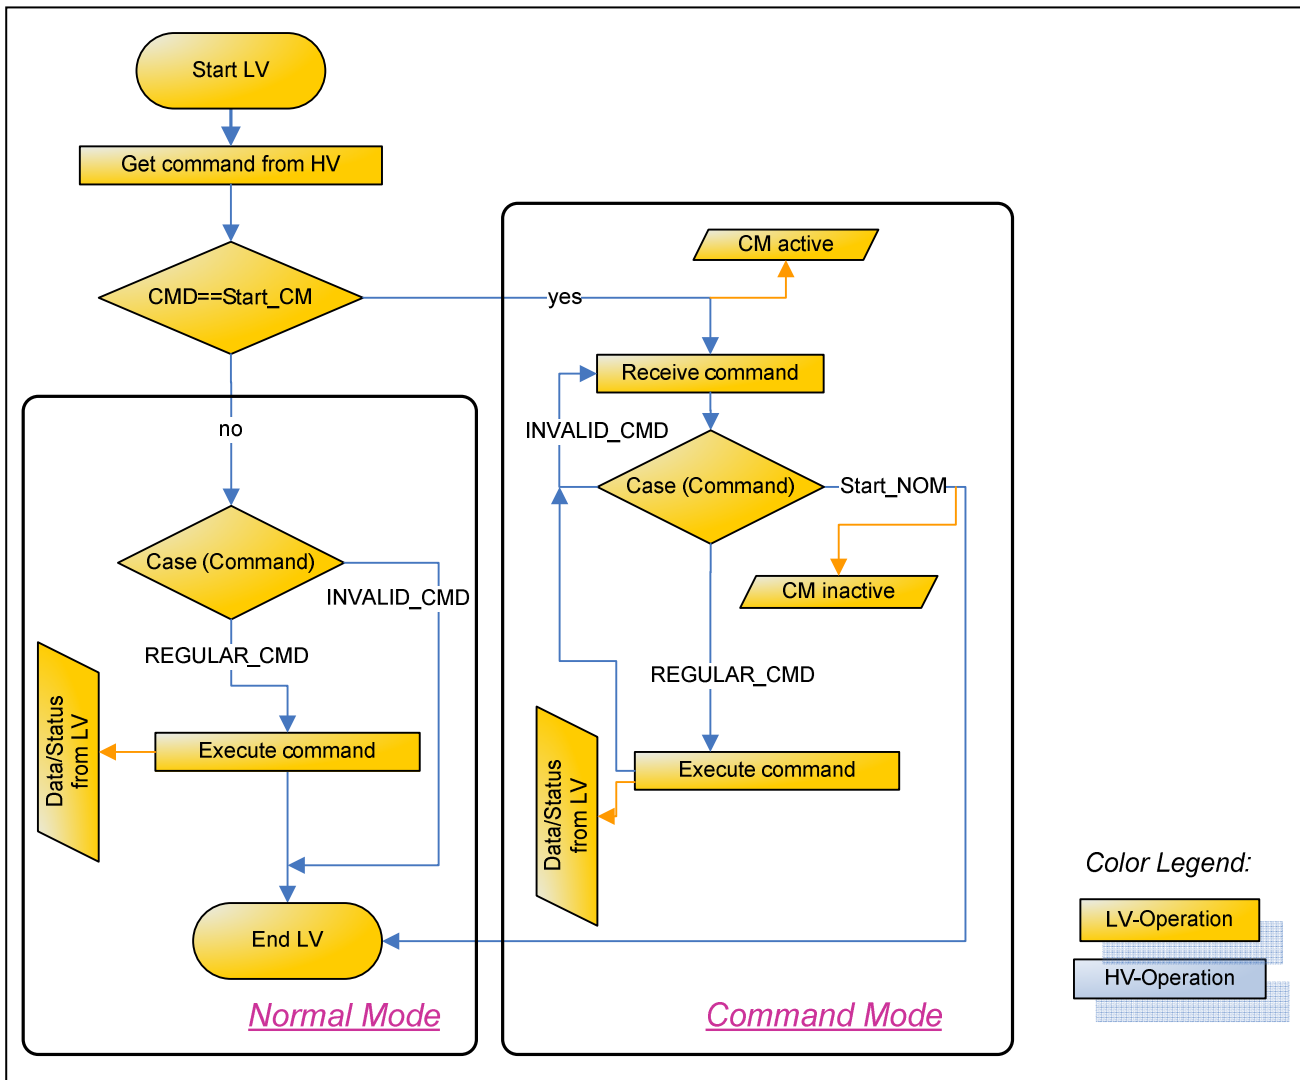 Start LV
Get command from HV
CMD==Start_CM
yes
no
CM active
Receive command
INVALID_CMD
Case (Command)
Start_NOM
CM inactive
REGULAR_CMD
Execute command
Data/Status
from LV
Command Mode
Case (Command)
INVALID_CMD
REGULAR_CMD
Execute command
Data/Status
from LV
End LV
Normal Mode
Color Legend:
LV-Operation
HV-Operation